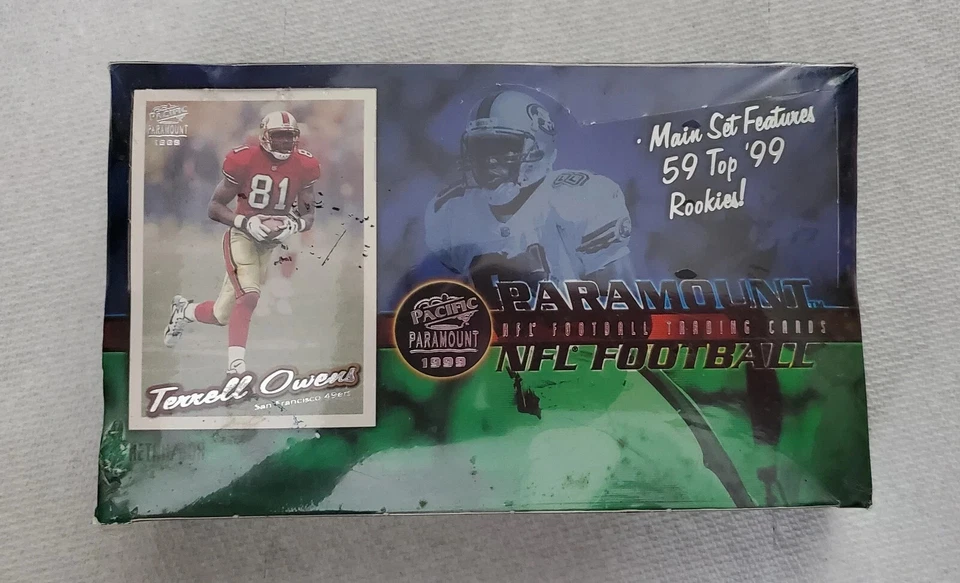 PACIFIC
PARAMOUNT
1999
81
Terrell Owens
San Francisco 49ers
· Main Set Features
59 Top '99
Rookies!
PACIFIC
PARAMOUNT
1999
PARAMOUNT TM
NFL® FOOTBALL TRADING CARDS
NFL® FOOTBALL